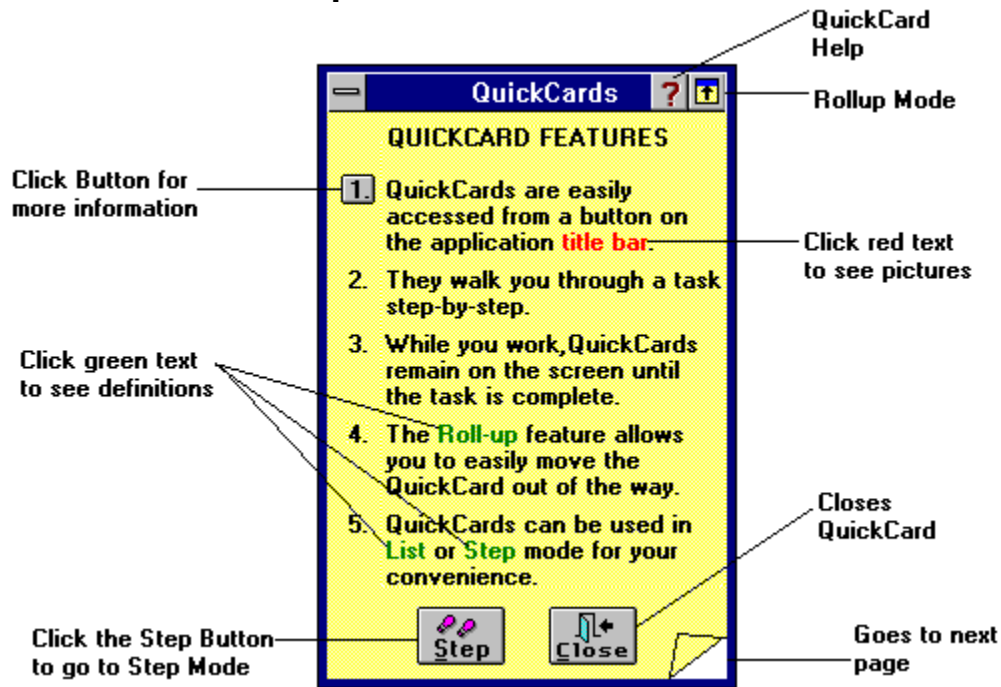 QuickCard
Help
QuickCards ?
Rollup Mode
QUICKCARD FEATURES
Click Button for
more information
1. QuickCards are easily
accessed from a button on
the application title bar.
Click red text
to see pictures
2. They walk you through a task
step-by-step.
Click green text
to see definitions
3. While you work,QuickCards
remain on the screen until
the task is complete.
4. The Roll-up feature allows
you to easily move the
QuickCard out of the way.
5. QuickCards can be used in
List or Step mode for your
convenience.
Closes
QuickCard
Click the Step Button
to go to Step Mode
Step
Close
Goes to next
page